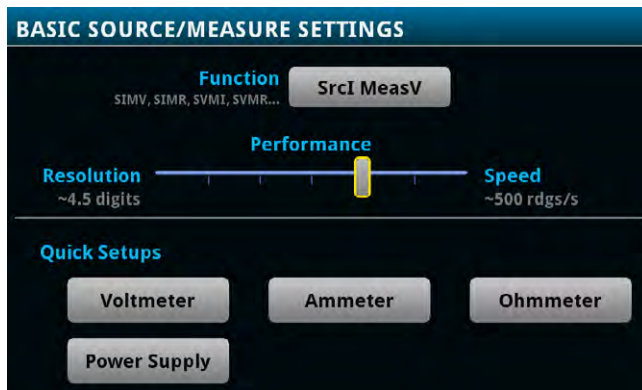 BASIC SOURCE/MEASURE SETTINGS
Function
SIMV, SIMR, SVMI, SVMR...
SrcI MeasV
Performance
Resolution
~4.5 digits
Speed
~500 rdgs/s
Quick Setups
Voltmeter
Ammeter
Ohmmeter
Power Supply